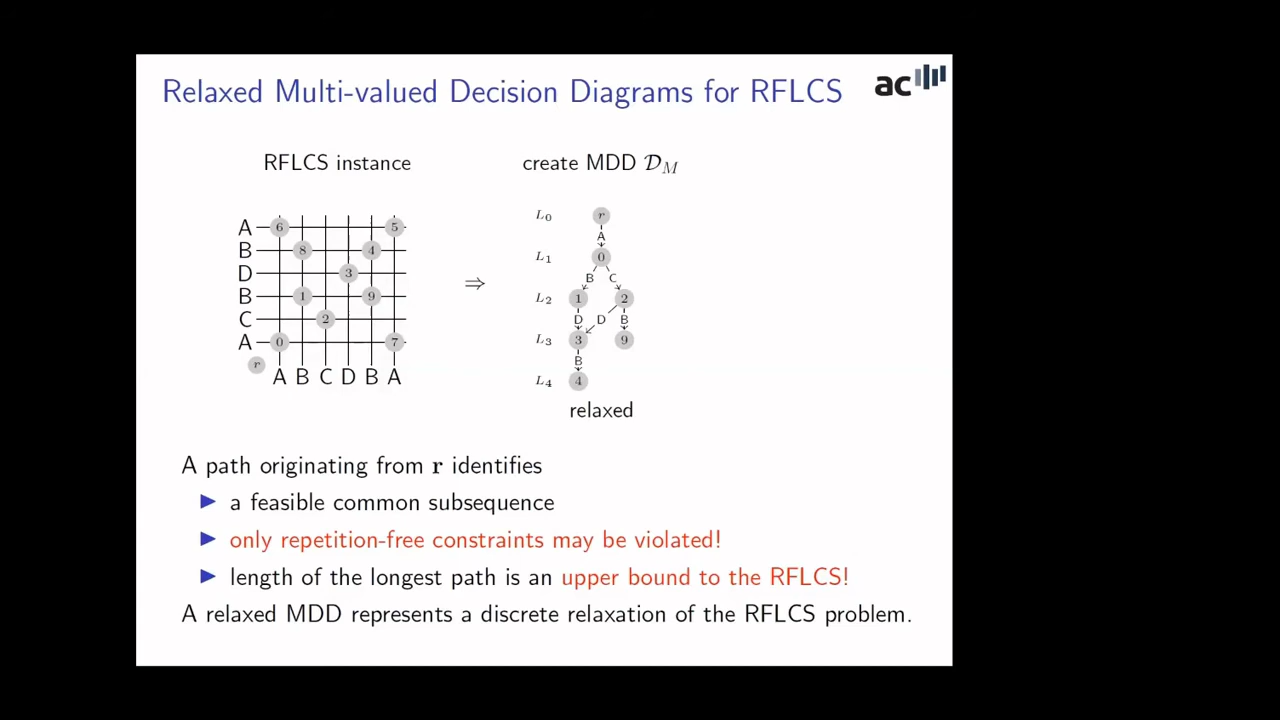 Relaxed Multi-valued Decision Diagrams for RFLCS
ac
RFLCS instance
create MDD 𝒟_M
A 6 5
B 8 4
D 3
B 1 9
C 2
A 0 7
r
A B C D B A
⇒
L₀ r
A
L₁ 0
B C
L₂ 1 2
D D B
L₃ 3 9
B
L₄ 4
relaxed
A path originating from r identifies
▶ a feasible common subsequence
▶ only repetition-free constraints may be violated!
▶ length of the longest path is an upper bound to the RFLCS!
A relaxed MDD represents a discrete relaxation of the RFLCS problem.